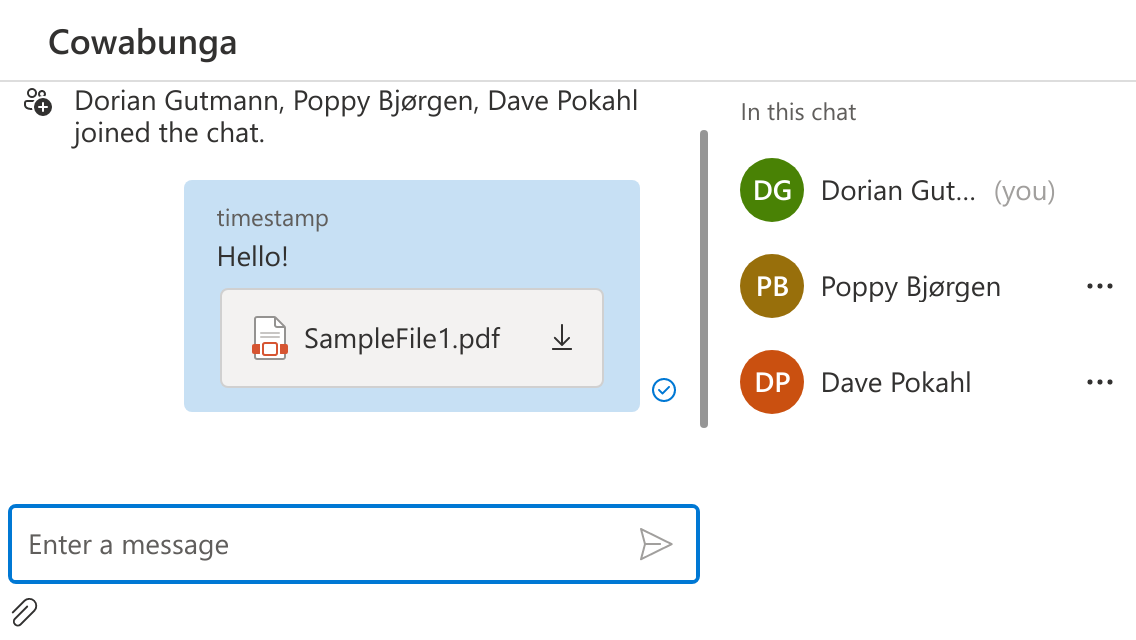 Cowabunga
Dorian Gutmann, Poppy Bjørgen, Dave Pokahl
joined the chat.
timestamp
Hello!
SampleFile1.pdf
Enter a message
In this chat
DG Dorian Gut... (you)
PB Poppy Bjørgen
DP Dave Pokahl